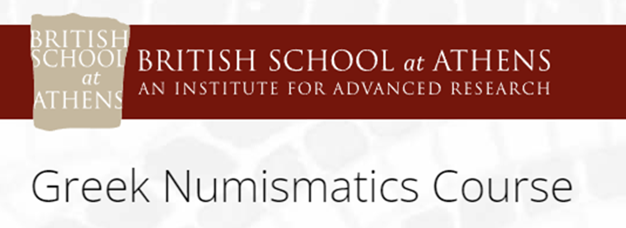 BRITISH
SCHOOL
at
ATHENS
BRITISH SCHOOL at ATHENS
AN INSTITUTE FOR ADVANCED RESEARCH
Greek Numismatics Course